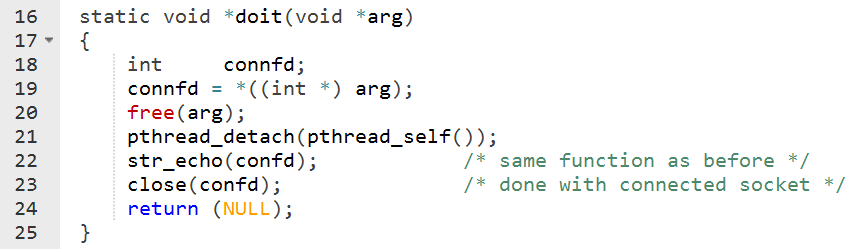 16 static void *doit(void *arg)
17 {
18     int     connfd;
19     connfd = *((int *) arg);
20     free(arg);
21     pthread_detach(pthread_self());
22     str_echo(confd);            /* same function as before */
23     close(confd);               /* done with connected socket */
24     return (NULL);
25 }